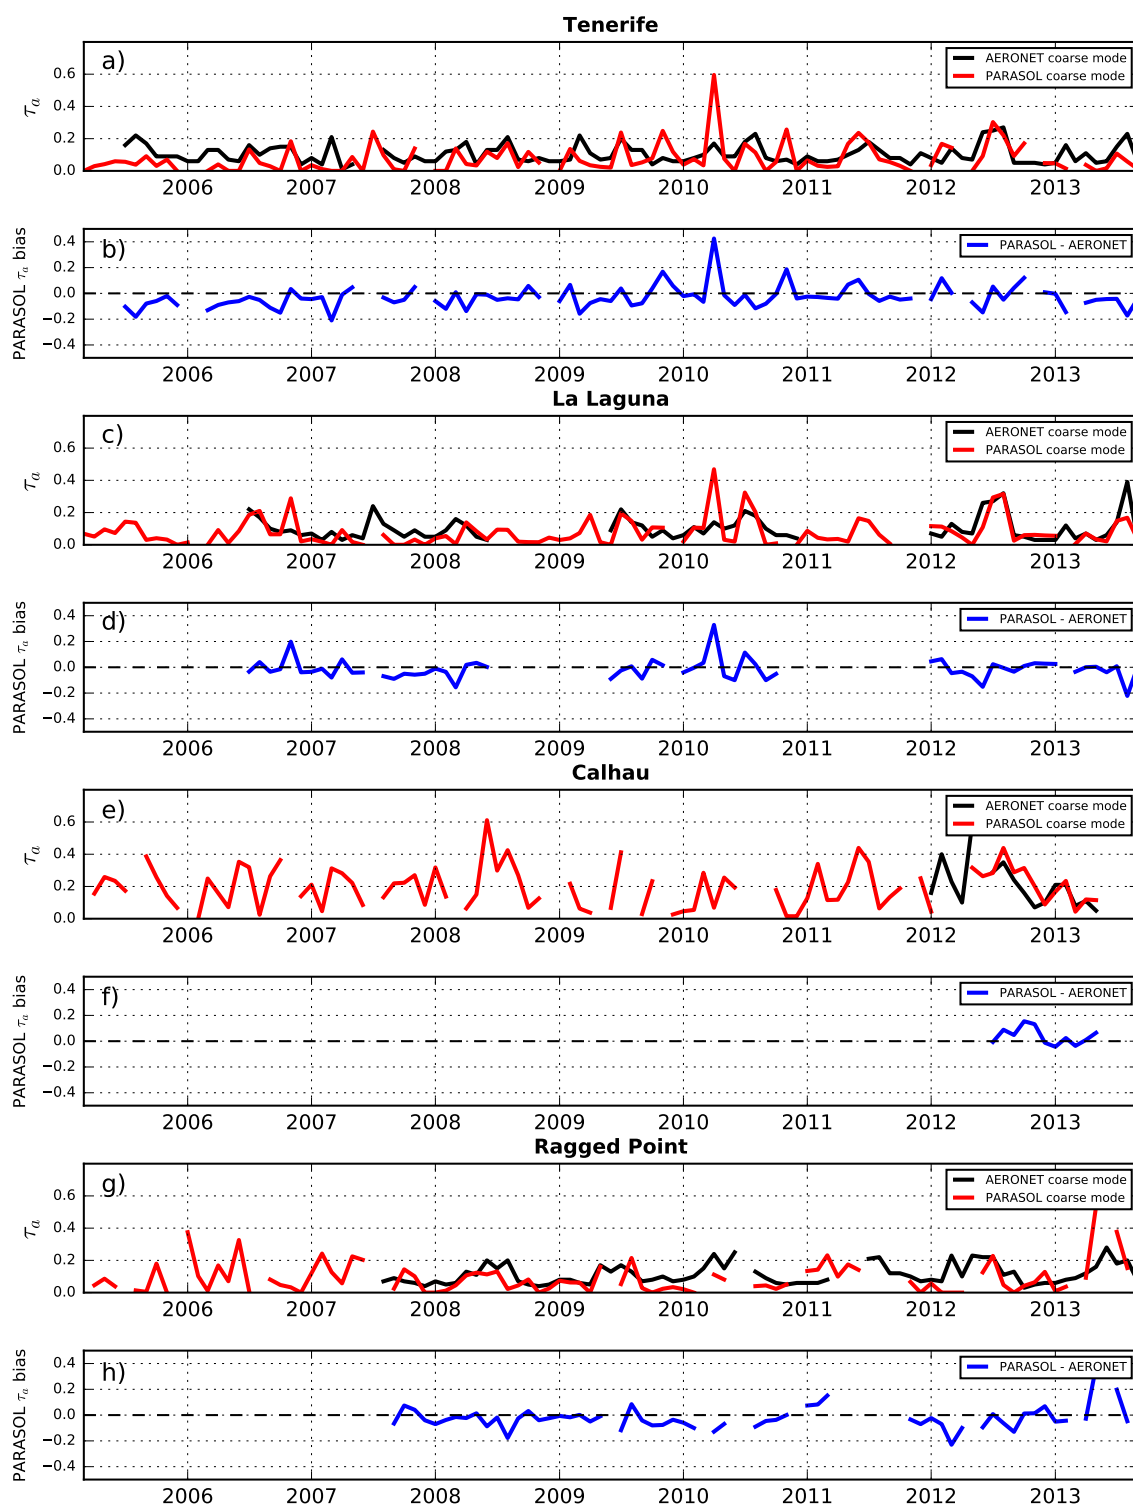 Tenerife
a)
AERONET coarse mode
PARASOL coarse mode
τa
0.6
0.4
0.2
0.0
2006 2007 2008 2009 2010 2011 2012 2013
b)
PARASOL - AERONET
PARASOL τa bias
0.4
0.2
0.0
−0.2
−0.4
2006 2007 2008 2009 2010 2011 2012 2013
La Laguna
c)
AERONET coarse mode
PARASOL coarse mode
τa
0.6
0.4
0.2
0.0
2006 2007 2008 2009 2010 2011 2012 2013
d)
PARASOL - AERONET
PARASOL τa bias
0.4
0.2
0.0
−0.2
−0.4
2006 2007 2008 2009 2010 2011 2012 2013
Calhau
e)
AERONET coarse mode
PARASOL coarse mode
τa
0.6
0.4
0.2
0.0
2006 2007 2008 2009 2010 2011 2012 2013
f)
PARASOL - AERONET
PARASOL τa bias
0.4
0.2
0.0
−0.2
−0.4
2006 2007 2008 2009 2010 2011 2012 2013
Ragged Point
g)
AERONET coarse mode
PARASOL coarse mode
τa
0.6
0.4
0.2
0.0
2006 2007 2008 2009 2010 2011 2012 2013
h)
PARASOL - AERONET
PARASOL τa bias
0.4
0.2
0.0
−0.2
−0.4
2006 2007 2008 2009 2010 2011 2012 2013